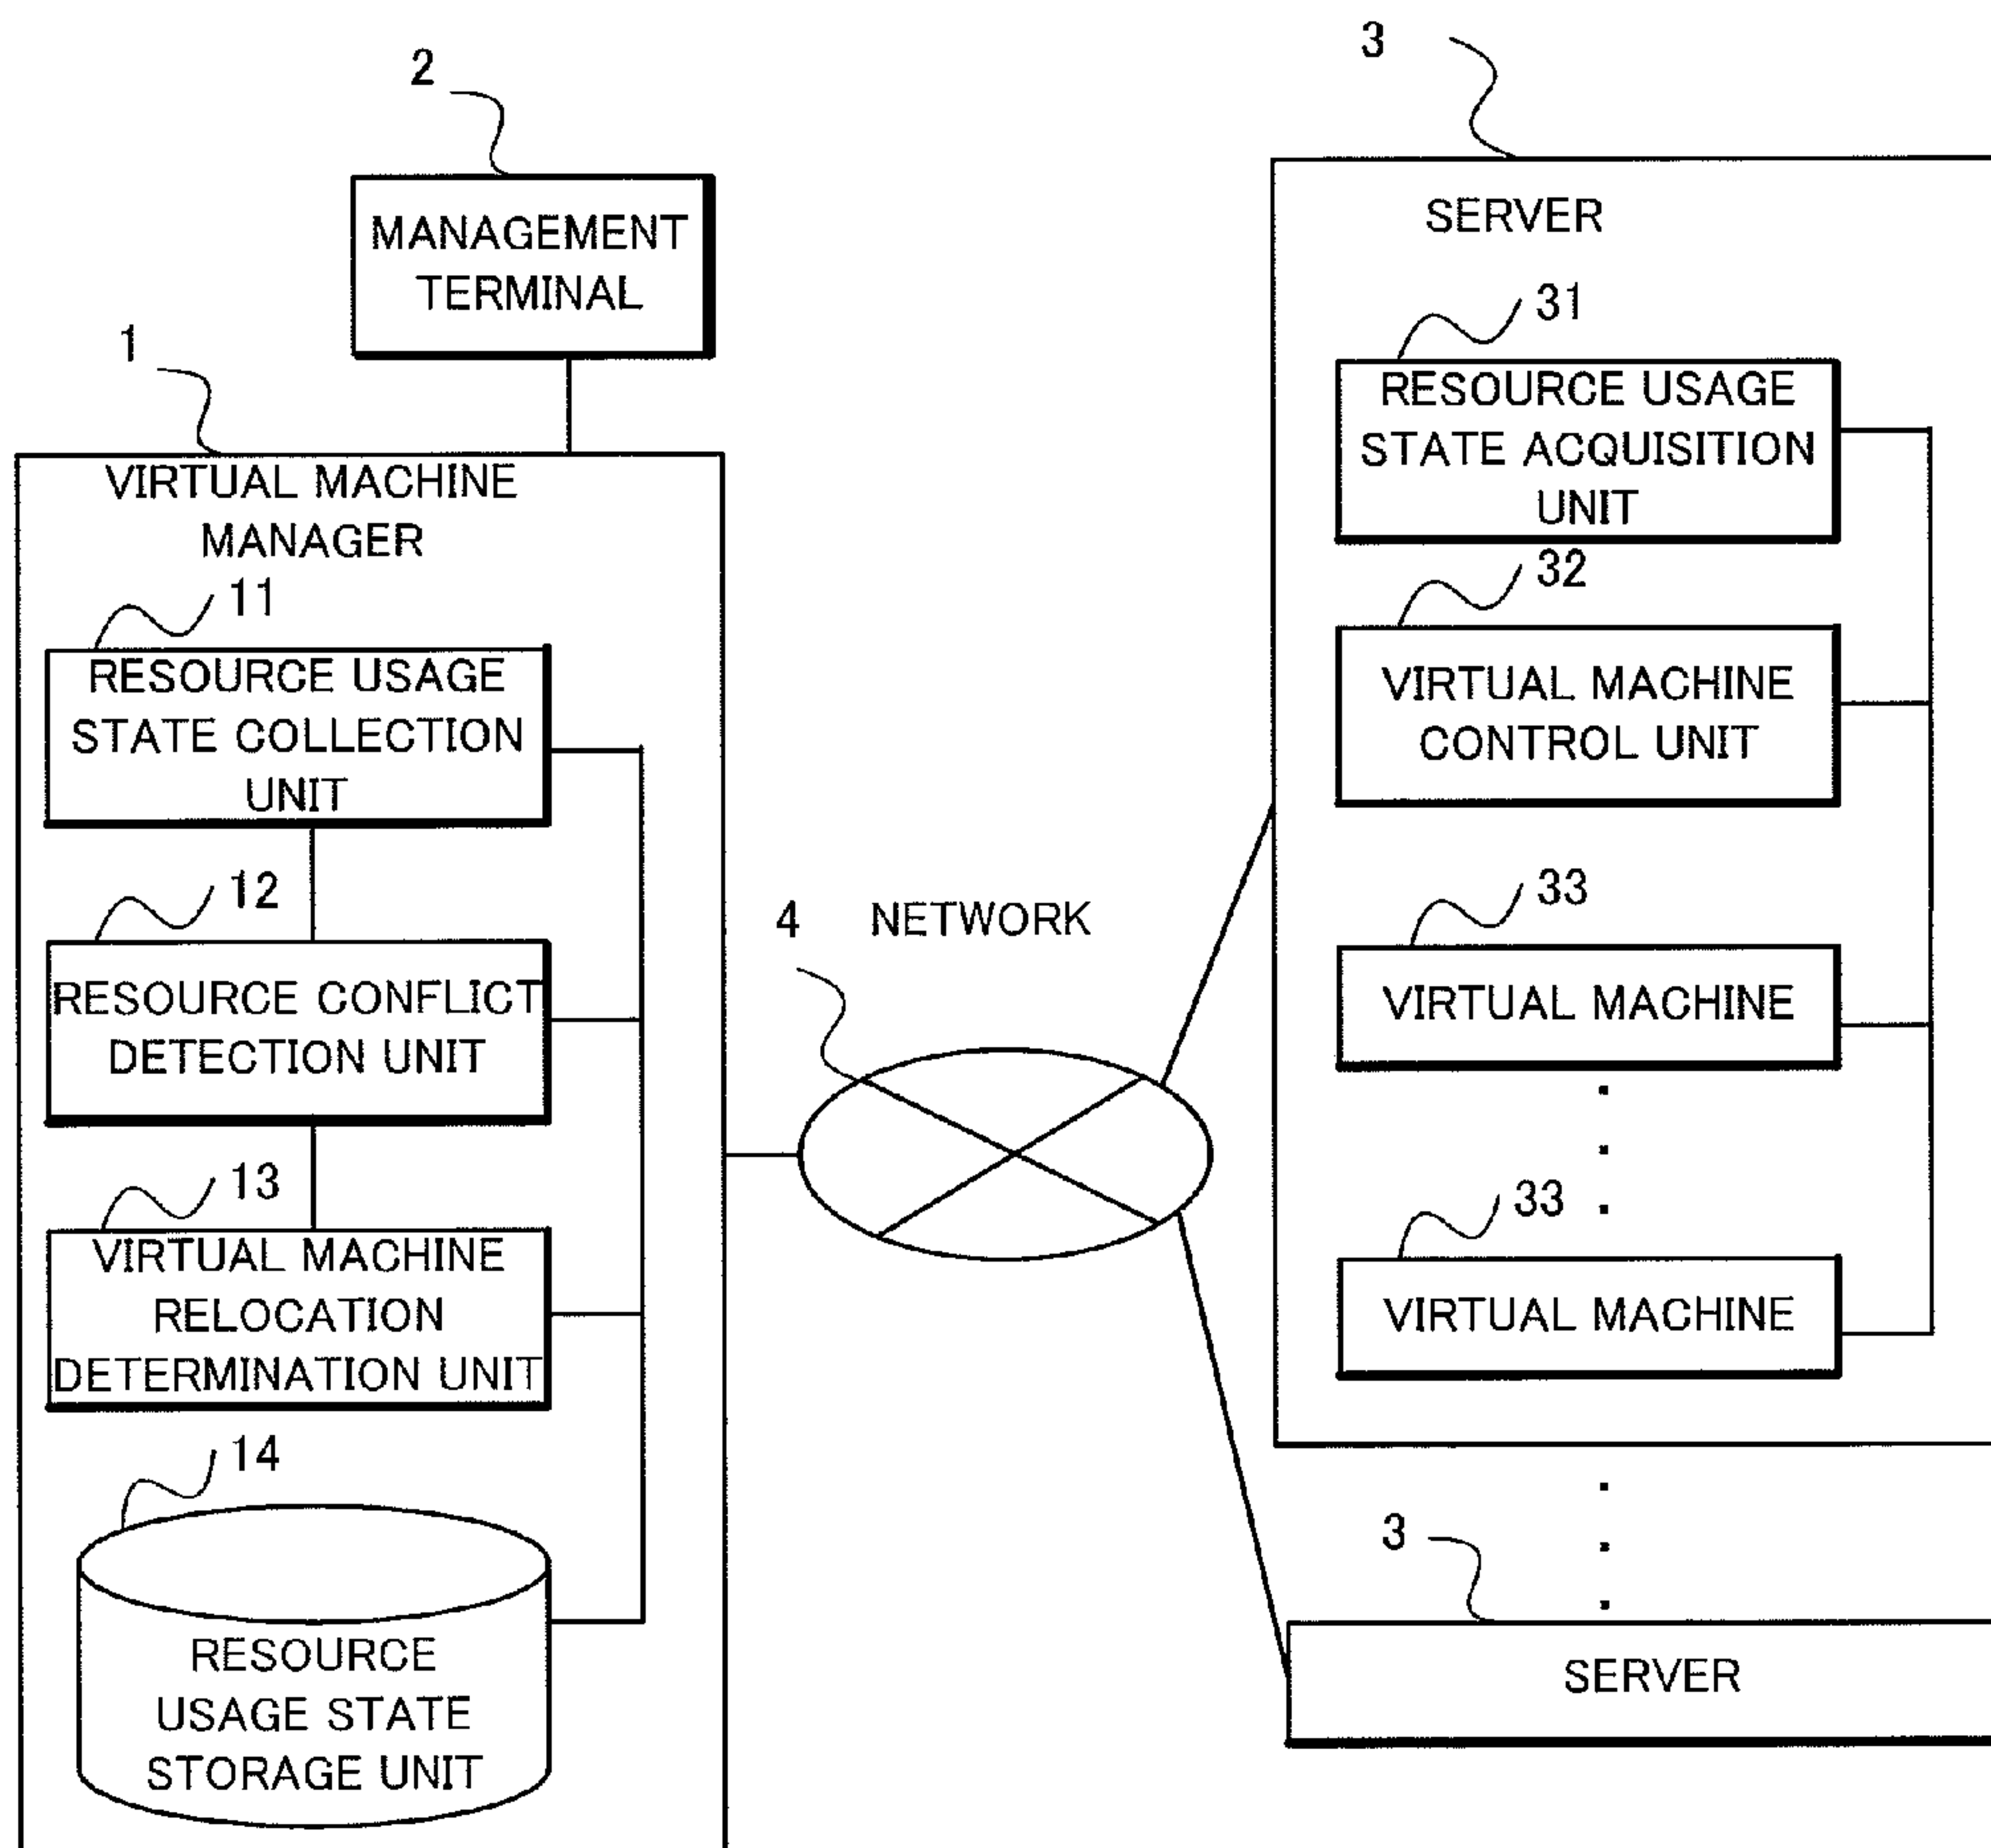 2
MANAGEMENT
TERMINAL
1
VIRTUAL MACHINE
MANAGER
11
RESOURCE USAGE
STATE COLLECTION
UNIT
12
RESOURCE CONFLICT
DETECTION UNIT
13
VIRTUAL MACHINE
RELOCATION
DETERMINATION UNIT
14
RESOURCE
USAGE STATE
STORAGE UNIT
4 NETWORK
3
SERVER
31
RESOURCE USAGE
STATE ACQUISITION
UNIT
32
VIRTUAL MACHINE
CONTROL UNIT
33
VIRTUAL MACHINE
33
VIRTUAL MACHINE
3
SERVER